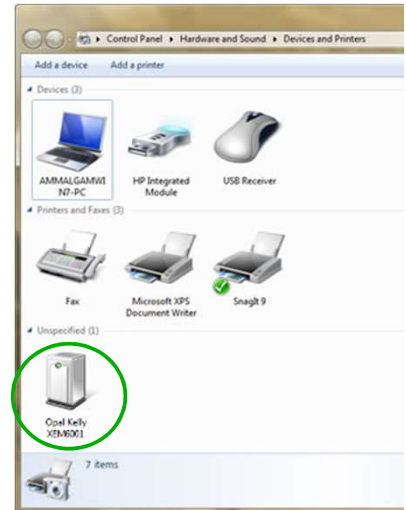 Control Panel ▸ Hardware and Sound ▸ Devices and Printers
Add a device Add a printer
Devices (3)
AMMALGAMWI
N7-PC
HP Integrated
Module
USB Receiver
Printers and Faxes (3)
Fax
Microsoft XPS
Document Writer
SnagIt 9
Unspecified (1)
Opal Kelly
XEM6001
7 items